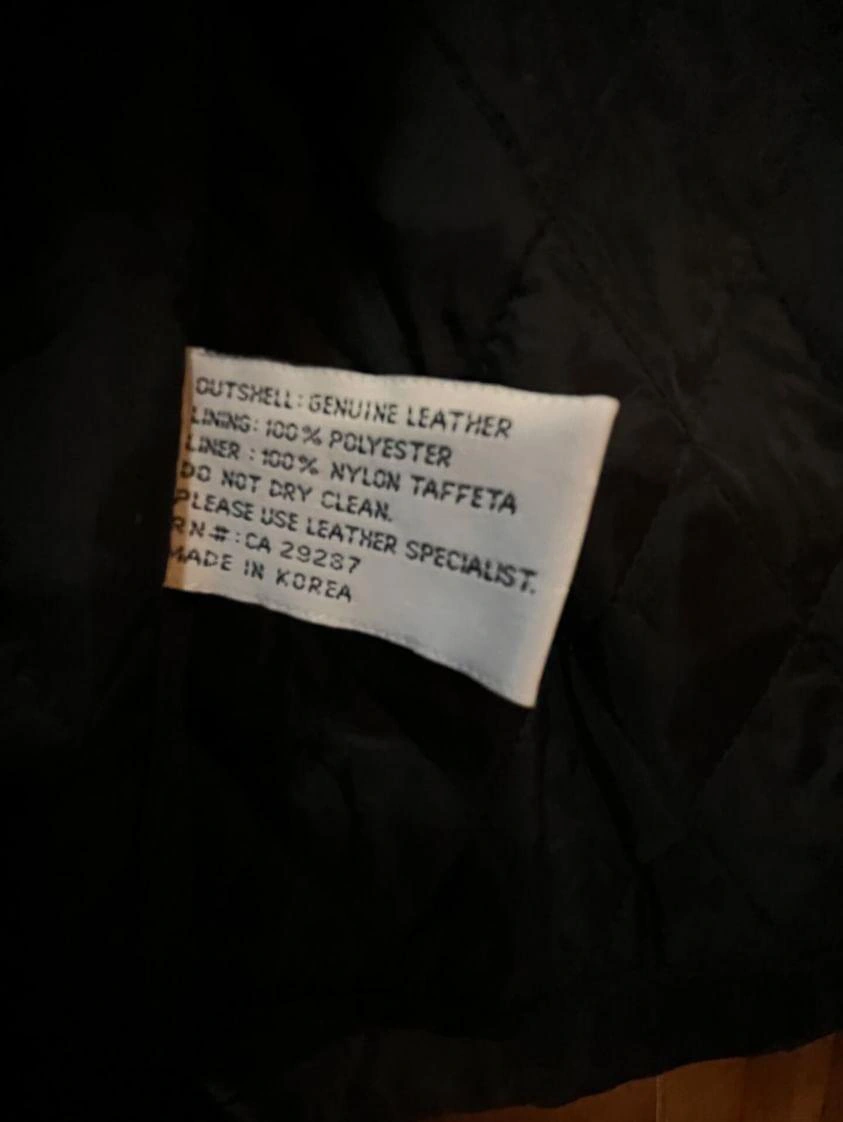 OUTSHELL: GENUINE LEATHER
LINING: 100% POLYESTER
LINER : 100% NYLON TAFFETA
DO NOT DRY CLEAN.
PLEASE USE LEATHER SPECIALIST.
RN#: CA 29287
MADE IN KOREA